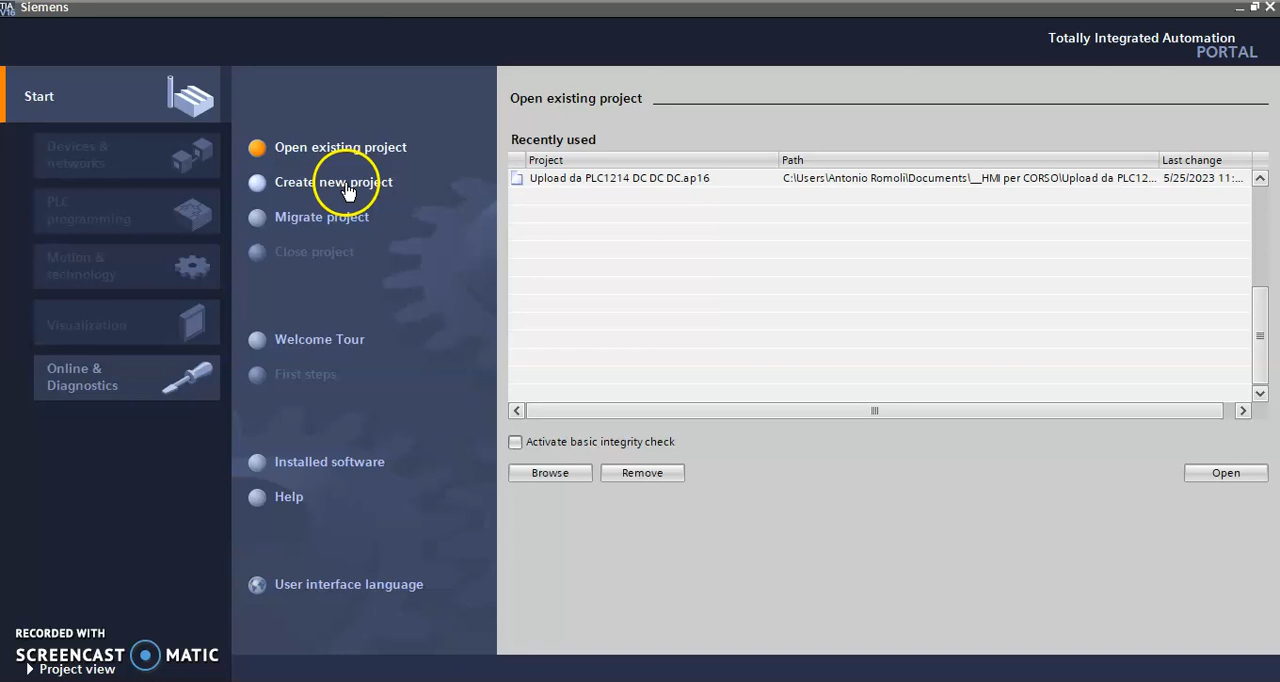 TIA
V16
Siemens
Totally Integrated Automation
PORTAL
Start
Devices &
networks
PLC
programming
Motion &
technology
Visualization
Online &
Diagnostics
Open existing project
Create new project
Migrate project
Close project
Welcome Tour
First steps
Installed software
Help
User interface language
Open existing project
Recently used
Project Path Last change
Upload da PLC1214 DC DC DC.ap16 C:\Users\Antonio Romoli\Documents\__HMI per CORSO\Upload da PLC12... 5/25/2023 11:...
Activate basic integrity check
Browse Remove Open
RECORDED WITH
SCREENCAST MATIC
Project view